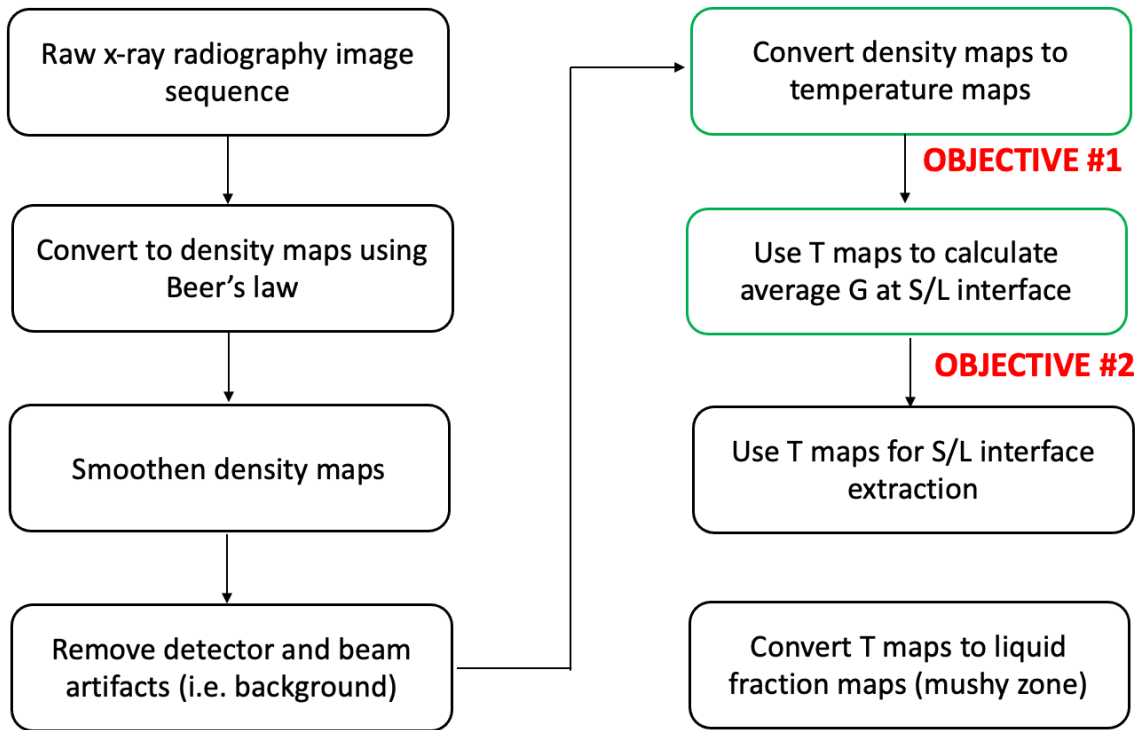 Raw x-ray radiography image
sequence
Convert to density maps using
Beer's law
Smoothen density maps
Remove detector and beam
artifacts (i.e. background)
Convert density maps to
temperature maps
OBJECTIVE #1
Use T maps to calculate
average G at S/L interface
OBJECTIVE #2
Use T maps for S/L interface
extraction
Convert T maps to liquid
fraction maps (mushy zone)